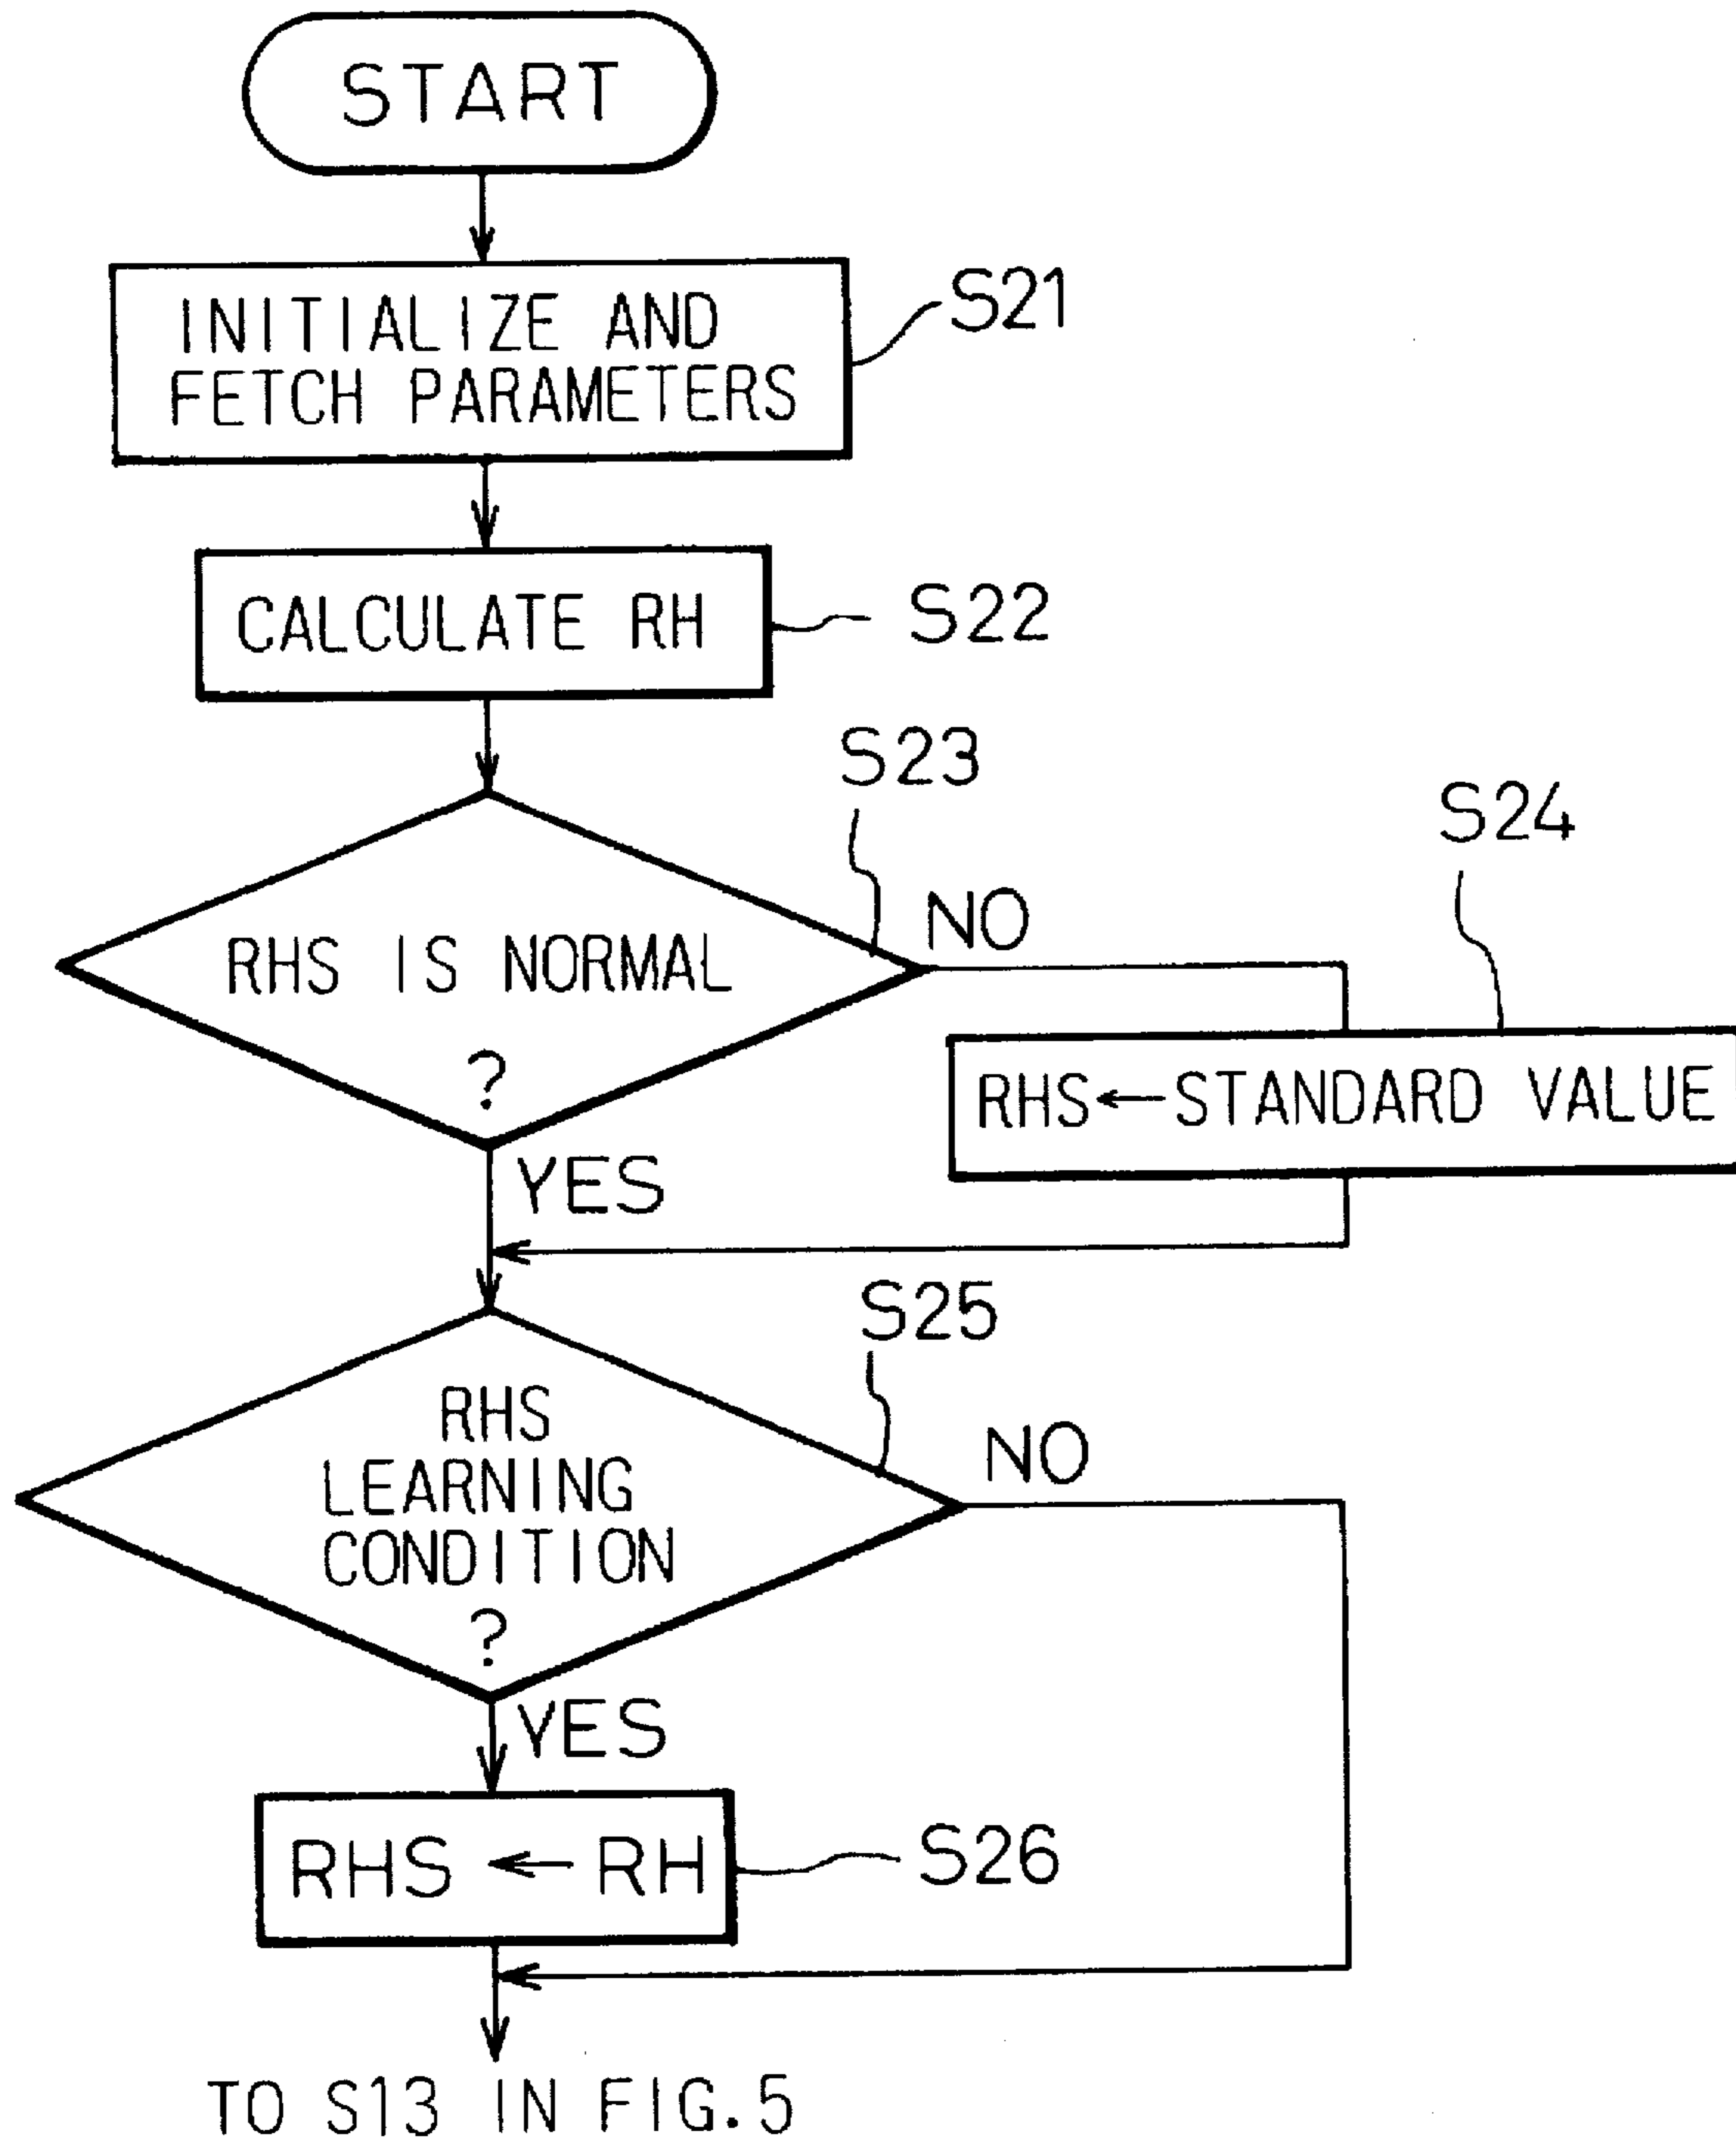 START
INITIALIZE AND
FETCH PARAMETERS
S21
CALCULATE RH
S22
S23
RHS IS NORMAL
?
NO
YES
S24
RHS←STANDARD VALUE
S25
RHS
LEARNING
CONDITION
?
NO
YES
RHS ← RH
S26
TO S13 IN FIG. 5